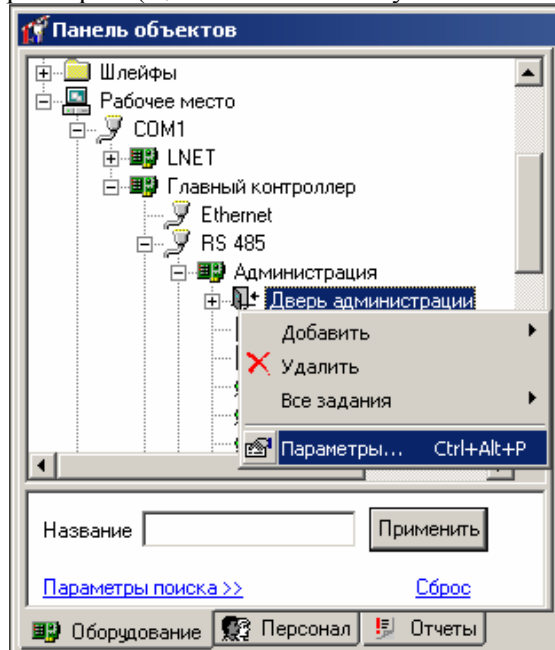 Панель объектов
Шлейфы
Рабочее место
COM1
LNET
Главный контроллер
Ethernet
RS 485
Администрация
Дверь администрации
Добавить
Удалить
Все задания
Параметры... Ctrl+Alt+P
Название Применить
Параметры поиска >> Сброс
Оборудование Персонал Отчеты